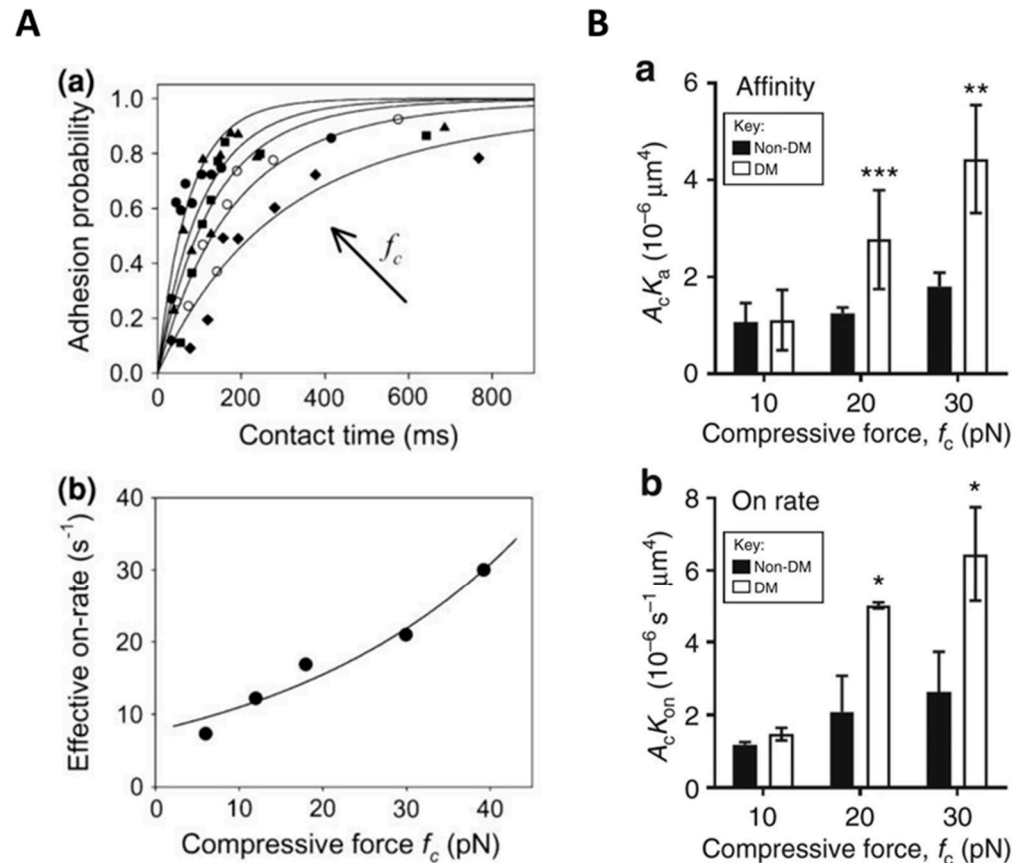 A
(a)
1.0
0.8
0.6
0.4
0.2
0.0
Adhesion probability
f_c
0 200 400 600 800
Contact time (ms)
(b)
40
30
20
10
0
Effective on-rate (s⁻¹)
0 10 20 30 40
Compressive force f_c (pN)
B
a
Affinity
Key:
Non-DM
DM
6
4
2
0
A_cK_a (10⁻⁶ μm⁴)
***
**
10 20 30
Compressive force, f_c (pN)
b
On rate
Key:
Non-DM
DM
8
6
4
2
0
A_cK_on (10⁻⁶ s⁻¹ μm⁴)
*
*
10 20 30
Compressive force, f_c (pN)